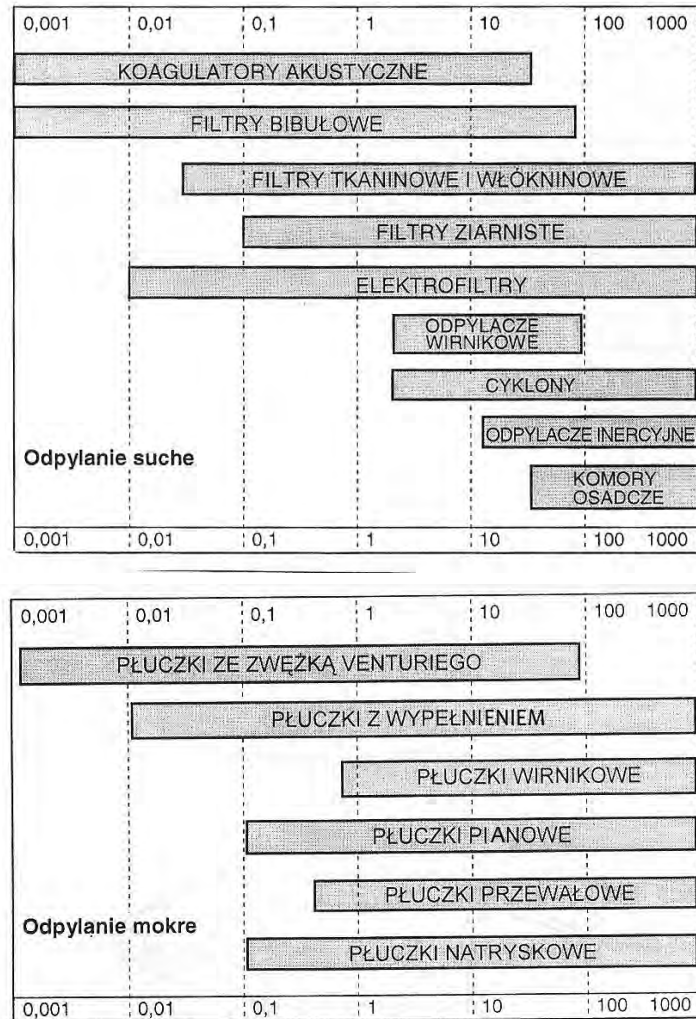 0,001 0,01 0,1 1 10 100 1000
KOAGULATORY AKUSTYCZNE
FILTRY BIBUŁOWE
FILTRY TKANINOWE I WŁÓKNINOWE
FILTRY ZIARNISTE
ELEKTROFILTRY
ODPYLACZE
WIRNIKOWE
CYKLONY
ODPYLACZE INERCYJNE
Odpylanie suche
KOMORY
OSADCZE
0,001 0,01 0,1 1 10 100 1000
0,001 0,01 0,1 1 10 100 1000
PŁUCZKI ZE ZWĘŻKĄ VENTURIEGO
PŁUCZKI Z WYPEŁNIENIEM
PŁUCZKI WIRNIKOWE
PŁUCZKI PIANOWE
PŁUCZKI PRZEWAŁOWE
Odpylanie mokre
PŁUCZKI NATRYSKOWE
0,001 0,01 0,1 1 10 100 1000